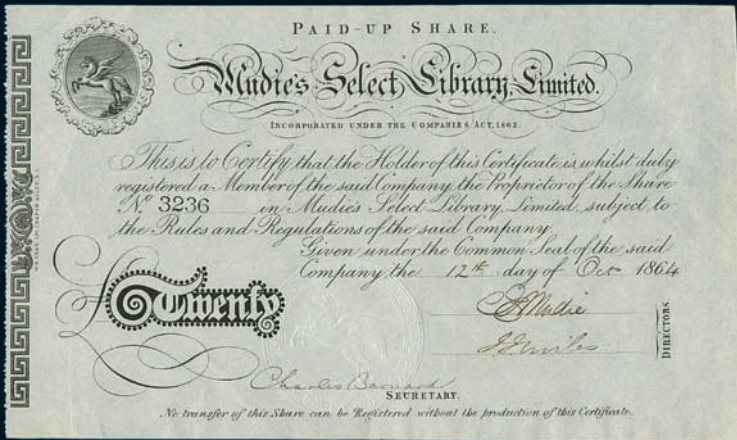 PAID-UP SHARE.
Mudie's Select Library, Limited.
INCORPORATED UNDER THE COMPANIES ACT, 1862.
This is to Certify that the Holder of this Certificate, is whilst duly
registered a Member of the said Company, the Proprietor of the Share
No 3236 in Mudie's Select Library, Limited, subject to
the Rules and Regulations of the said Company.
Given under the Common Seal of the said
Company the 12th day of Oct 1864
£Twenty
Mudie
DIRECTORS
Charles Barnard
SECRETARY.
No transfer of this Share can be Registered without the production of this Certificate.